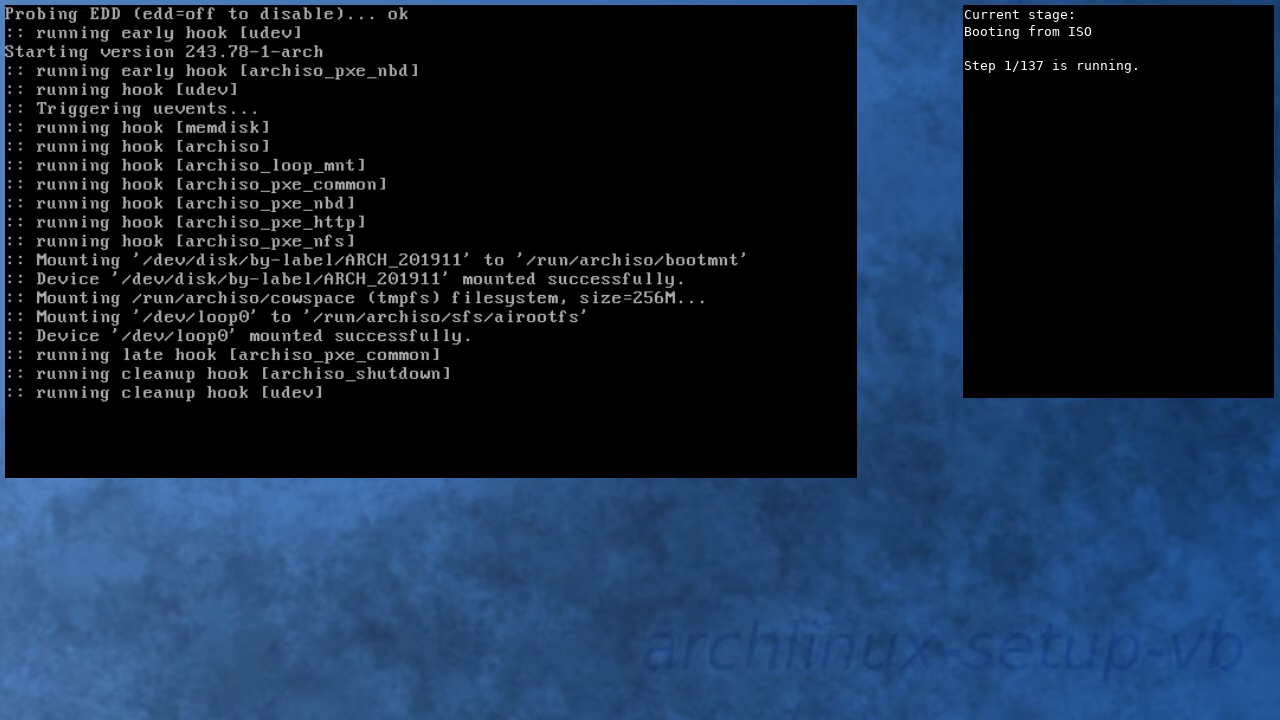 Probing EDD (edd=off to disable)... ok
:: running early hook [udev]
Starting version 243.78-1-arch
:: running early hook [archiso_pxe_nbd]
:: running hook [udev]
:: Triggering uevents...
:: running hook [memdisk]
:: running hook [archiso]
:: running hook [archiso_loop_mnt]
:: running hook [archiso_pxe_common]
:: running hook [archiso_pxe_nbd]
:: running hook [archiso_pxe_http]
:: running hook [archiso_pxe_nfs]
:: Mounting '/dev/disk/by-label/ARCH_201911' to '/run/archiso/bootmnt'
:: Device '/dev/disk/by-label/ARCH_201911' mounted successfully.
:: Mounting /run/archiso/cowspace (tmpfs) filesystem, size=256M...
:: Mounting '/dev/loop0' to '/run/archiso/sfs/airootfs'
:: Device '/dev/loop0' mounted successfully.
:: running late hook [archiso_pxe_common]
:: running cleanup hook [archiso_shutdown]
:: running cleanup hook [udev]
Current stage:
Booting from ISO
Step 1/137 is running.
archlinux-setup-vb